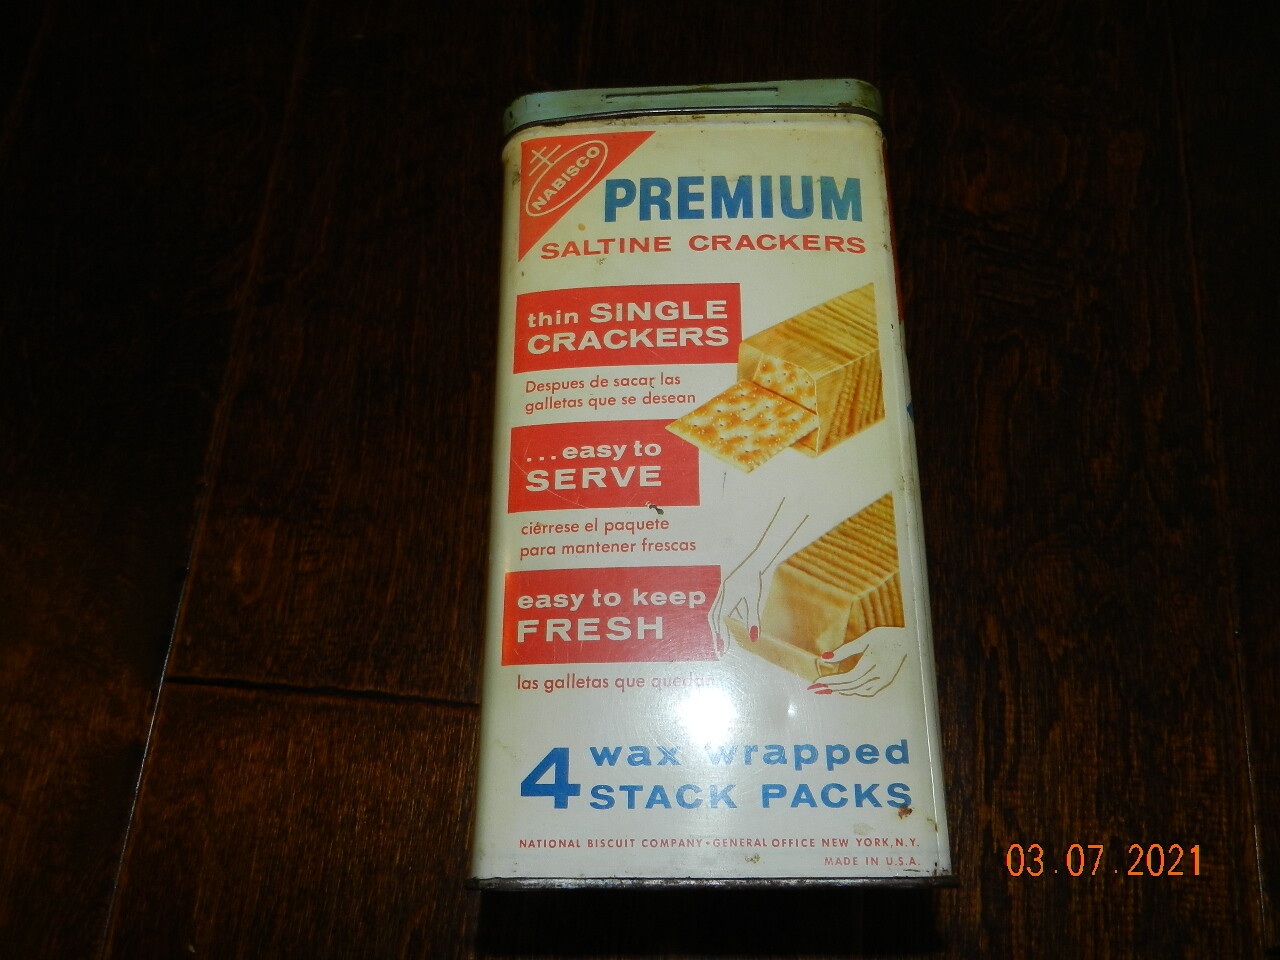 NABISCO
PREMIUM
SALTINE CRACKERS
thin SINGLE
CRACKERS
Despues de sacar las
galletas que se desean
...easy to
SERVE
ciérrese el paquete
para mantener frescas
easy to keep
FRESH
las galletas que quedan
4 wax wrapped
STACK PACKS
NATIONAL BISCUIT COMPANY•GENERAL OFFICE NEW YORK, N.Y.
MADE IN U.S.A.
03.07.2021